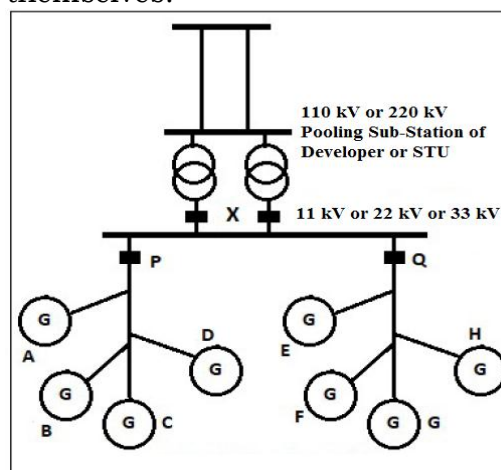 themselves.
110 kV or 220 kV
Pooling Sub-Station of
Developer or STU
X 11 kV or 22 kV or 33 kV
P Q
G A
G B
G C
D G
G E
G F
G G
H G